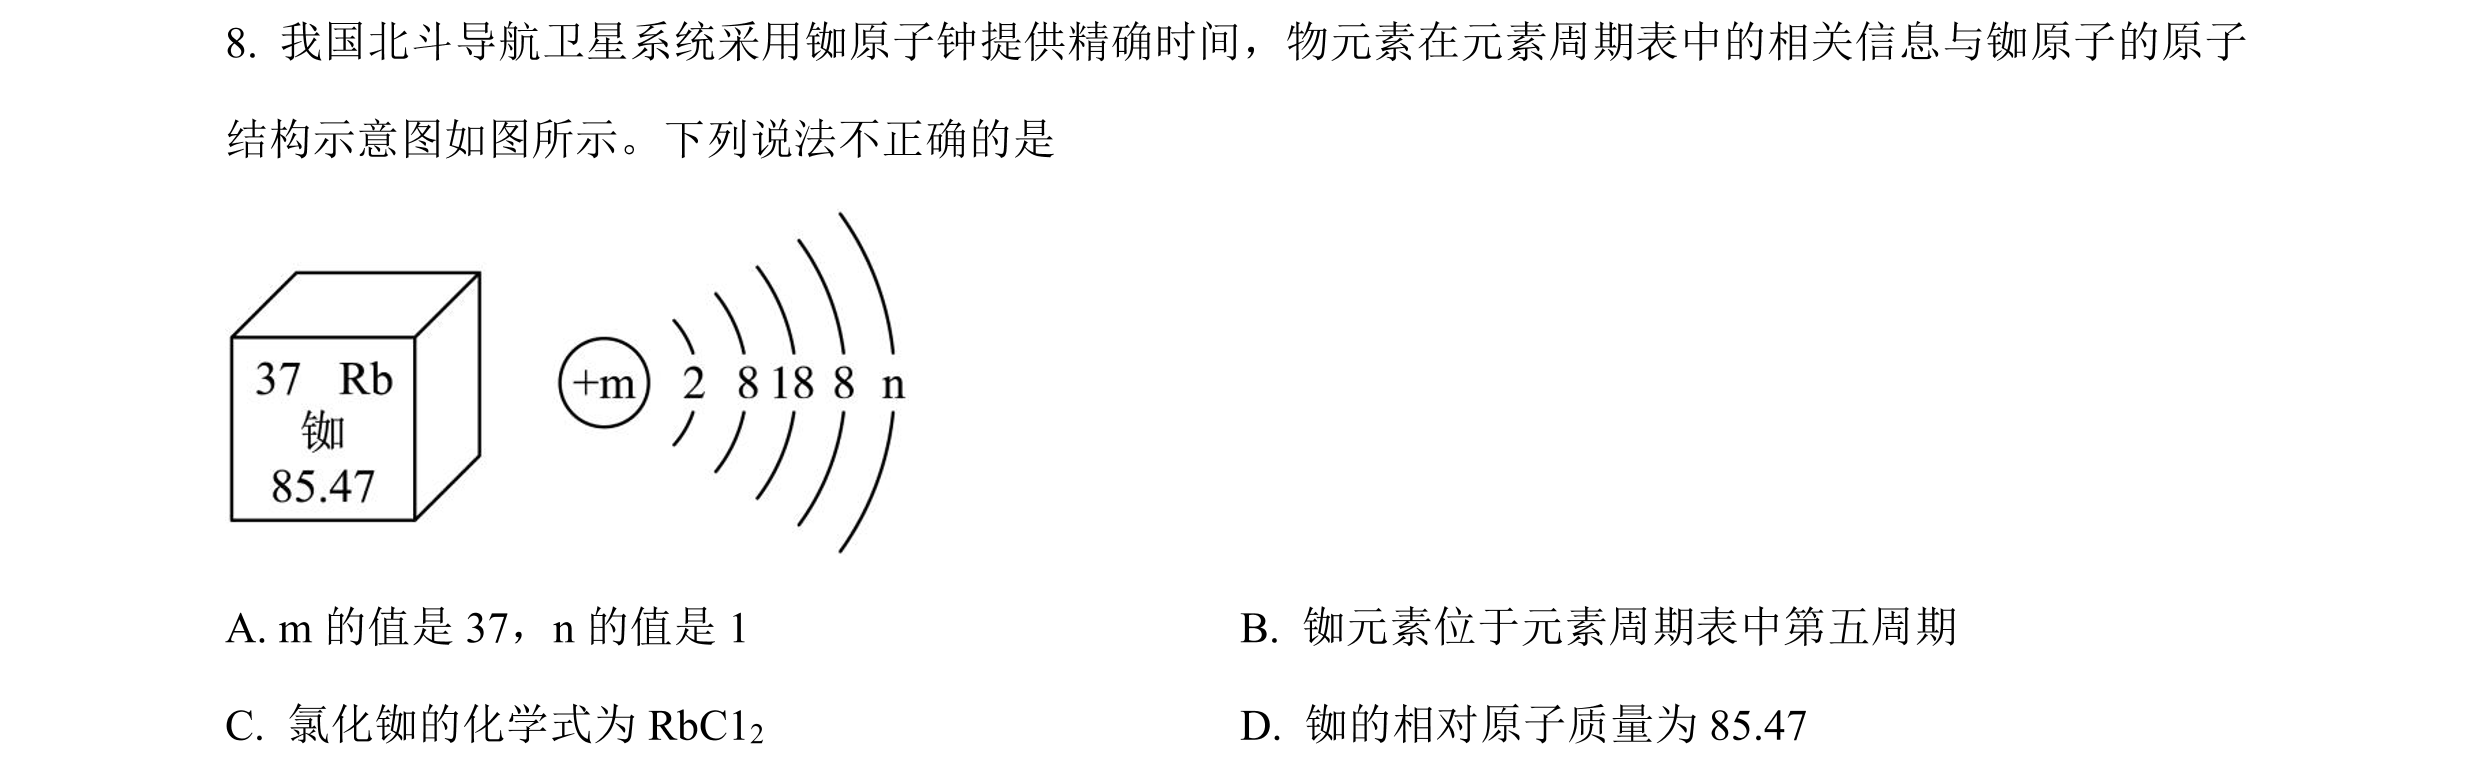 8. 我国北斗导航卫星系统采用铷原子钟提供精确时间，物元素在元素周期表中的相关信息与铷原子的原子
结构示意图如图所示。下列说法不正确的是
37 Rb
铷
85.47
+m 2 8 18 8 n
A. m 的值是 37，n 的值是 1
B. 铷元素位于元素周期表中第五周期
C. 氯化铷的化学式为 RbC1₂
D. 铷的相对原子质量为 85.47